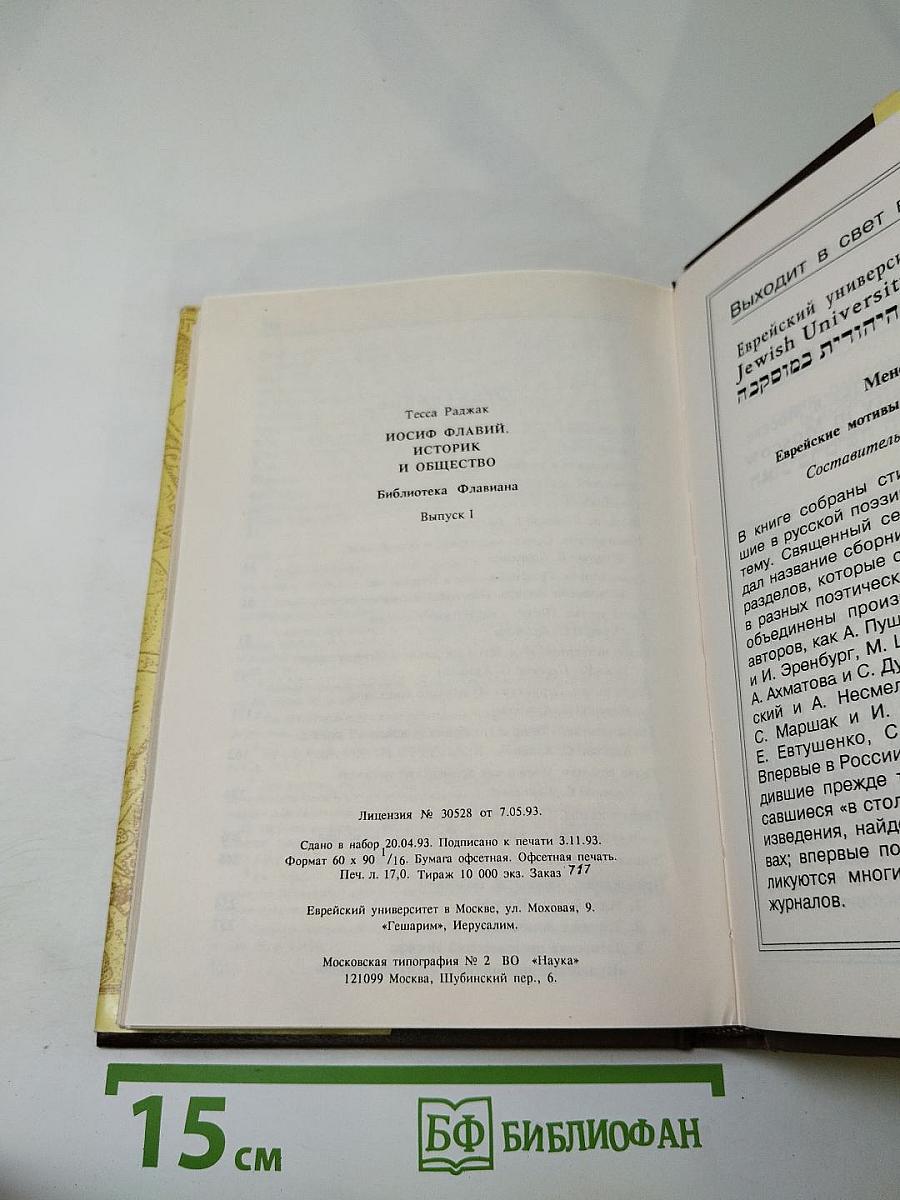 Тесса Раджак
ИОСИФ ФЛАВИЙ.
ИСТОРИК
И ОБЩЕСТВО
Библиотека Флавиана
Выпуск 1
Лицензия № 30528 от 7.05.93.
Сдано в набор 20.04.93. Подписано к печати 3.11.93.
Формат 60 x 90 1/16. Бумага офсетная. Офсетная печать.
Печ. л. 17,0. Тираж 10 000 экз. Заказ 717
Еврейский университет в Москве, ул. Моховая, 9.
«Гешарим», Иерусалим.
Московская типография № 2 ВО «Наука»
121099 Москва, Шубинский пер., 6.
Выходит в свет
Еврейский универси
Jewish Universit
היהודית במוסקבה
Мен
Еврейские мотивы
Составитель
В книге собраны сти
шие в русской поэзи
тему. Священный се
дал название сборни
разделов, которые с
в разных поэтическ
объединены произ
авторов, как А. Пуш
и И. Эренбург, М. Ц
А. Ахматова и С. Ду
ский и А. Несмел
С. Маршак и И.
Е. Евтушенко, С
Впервые в России
дившие прежде
савшиеся «в стол
изведения, найд
вах; впервые по
ликуются многи
журналов.
15 см
БФ БИБЛИОФАН